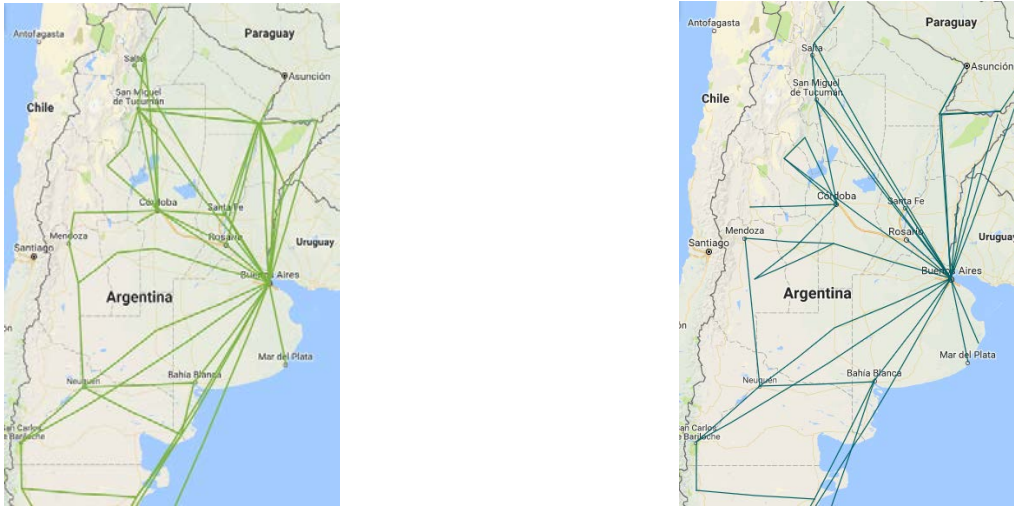 Antofagasta
Paraguay
Salta
Asunción
San Miguel
de Tucumán
Chile
Córdoba
Santa Fe
Mendoza
Rosario
Uruguay
Santiago
Buenos Aires
Argentina
Mar del Plata
Neuquén
Bahía Blanca
San Carlos
de Bariloche
Antofagasta
Paraguay
Salta
Asunción
San Miguel
de Tucumán
Chile
Córdoba
Santa Fe
Mendoza
Rosario
Uruguay
Santiago
Buenos Aires
Argentina
Mar del Plata
Neuquén
Bahía Blanca
San Carlos
de Bariloche